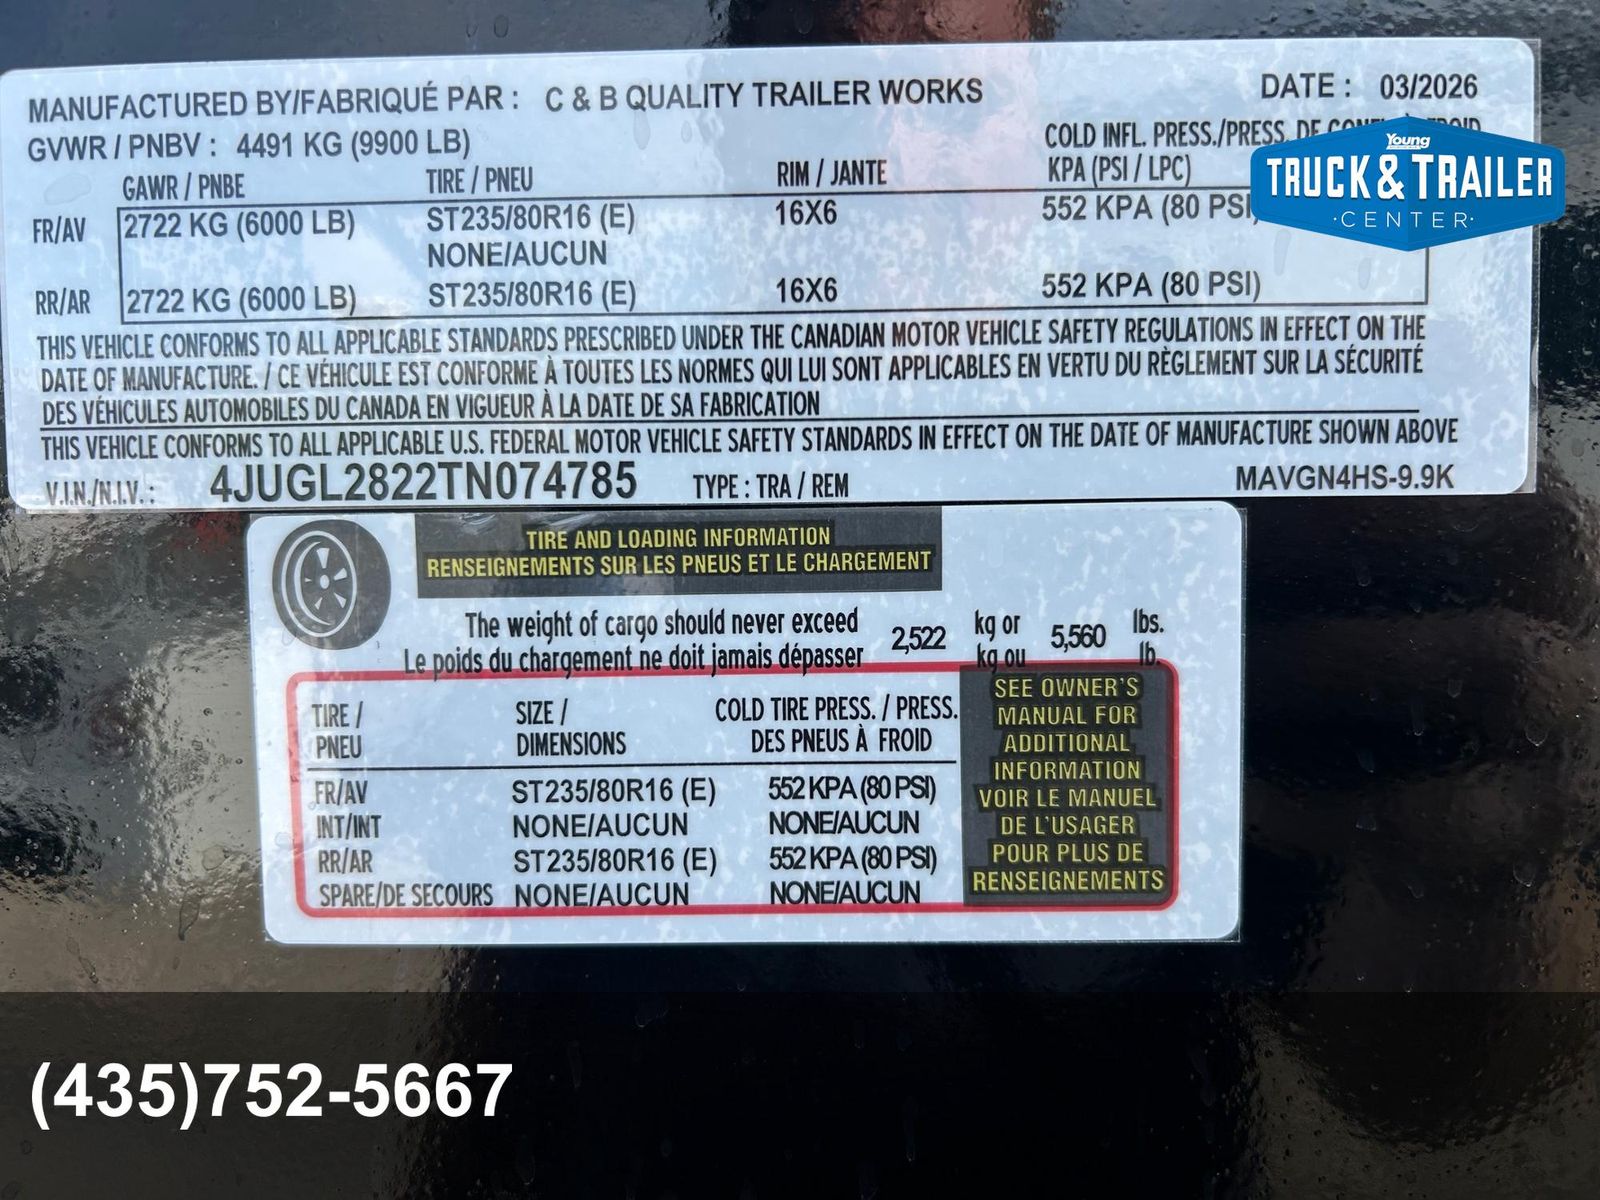 MANUFACTURED BY/FABRIQUÉ PAR : C & B QUALITY TRAILER WORKS DATE : 03/2026
GVWR / PNBV : 4491 KG (9900 LB) COLD INFL. PRESS./PRESS. DE
GAWR / PNBE TIRE / PNEU RIM / JANTE KPA (PSI / LPC)
FR/AV 2722 KG (6000 LB) ST235/80R16 (E) 16X6 552 KPA (80 PSI)
NONE/AUCUN
RR/AR 2722 KG (6000 LB) ST235/80R16 (E) 16X6 552 KPA (80 PSI)
THIS VEHICLE CONFORMS TO ALL APPLICABLE STANDARDS PRESCRIBED UNDER THE CANADIAN MOTOR VEHICLE SAFETY REGULATIONS IN EFFECT ON THE
DATE OF MANUFACTURE. / CE VÉHICULE EST CONFORME À TOUTES LES NORMES QUI LUI SONT APPLICABLES EN VERTU DU RÈGLEMENT SUR LA SÉCURITÉ
DES VÉHICULES AUTOMOBILES DU CANADA EN VIGUEUR À LA DATE DE SA FABRICATION
THIS VEHICLE CONFORMS TO ALL APPLICABLE U.S. FEDERAL MOTOR VEHICLE SAFETY STANDARDS IN EFFECT ON THE DATE OF MANUFACTURE SHOWN ABOVE
V.I.N./N.I.V. : 4JUGL2822TN074785 TYPE : TRA / REM MAVGN4HS-9.9K
Young
TRUCK & TRAILER
·CENTER·
TIRE AND LOADING INFORMATION
RENSEIGNEMENTS SUR LES PNEUS ET LE CHARGEMENT
The weight of cargo should never exceed 2,522 kg or 5,560 lbs.
Le poids du chargement ne doit jamais dépasser kg ou lb.
TIRE / SIZE / COLD TIRE PRESS. / PRESS.
PNEU DIMENSIONS DES PNEUS À FROID
FR/AV ST235/80R16 (E) 552 KPA (80 PSI)
INT/INT NONE/AUCUN NONE/AUCUN
RR/AR ST235/80R16 (E) 552 KPA (80 PSI)
SPARE/DE SECOURS NONE/AUCUN NONE/AUCUN
SEE OWNER'S
MANUAL FOR
ADDITIONAL
INFORMATION
VOIR LE MANUEL
DE L'USAGER
POUR PLUS DE
RENSEIGNEMENTS
(435)752-5667